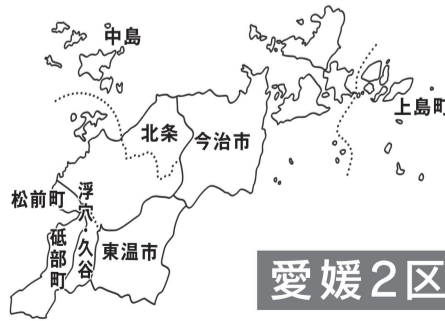 中島
上島町
北条
今治市
松前町
浮穴・久谷
砥部町
東温市
愛媛2区